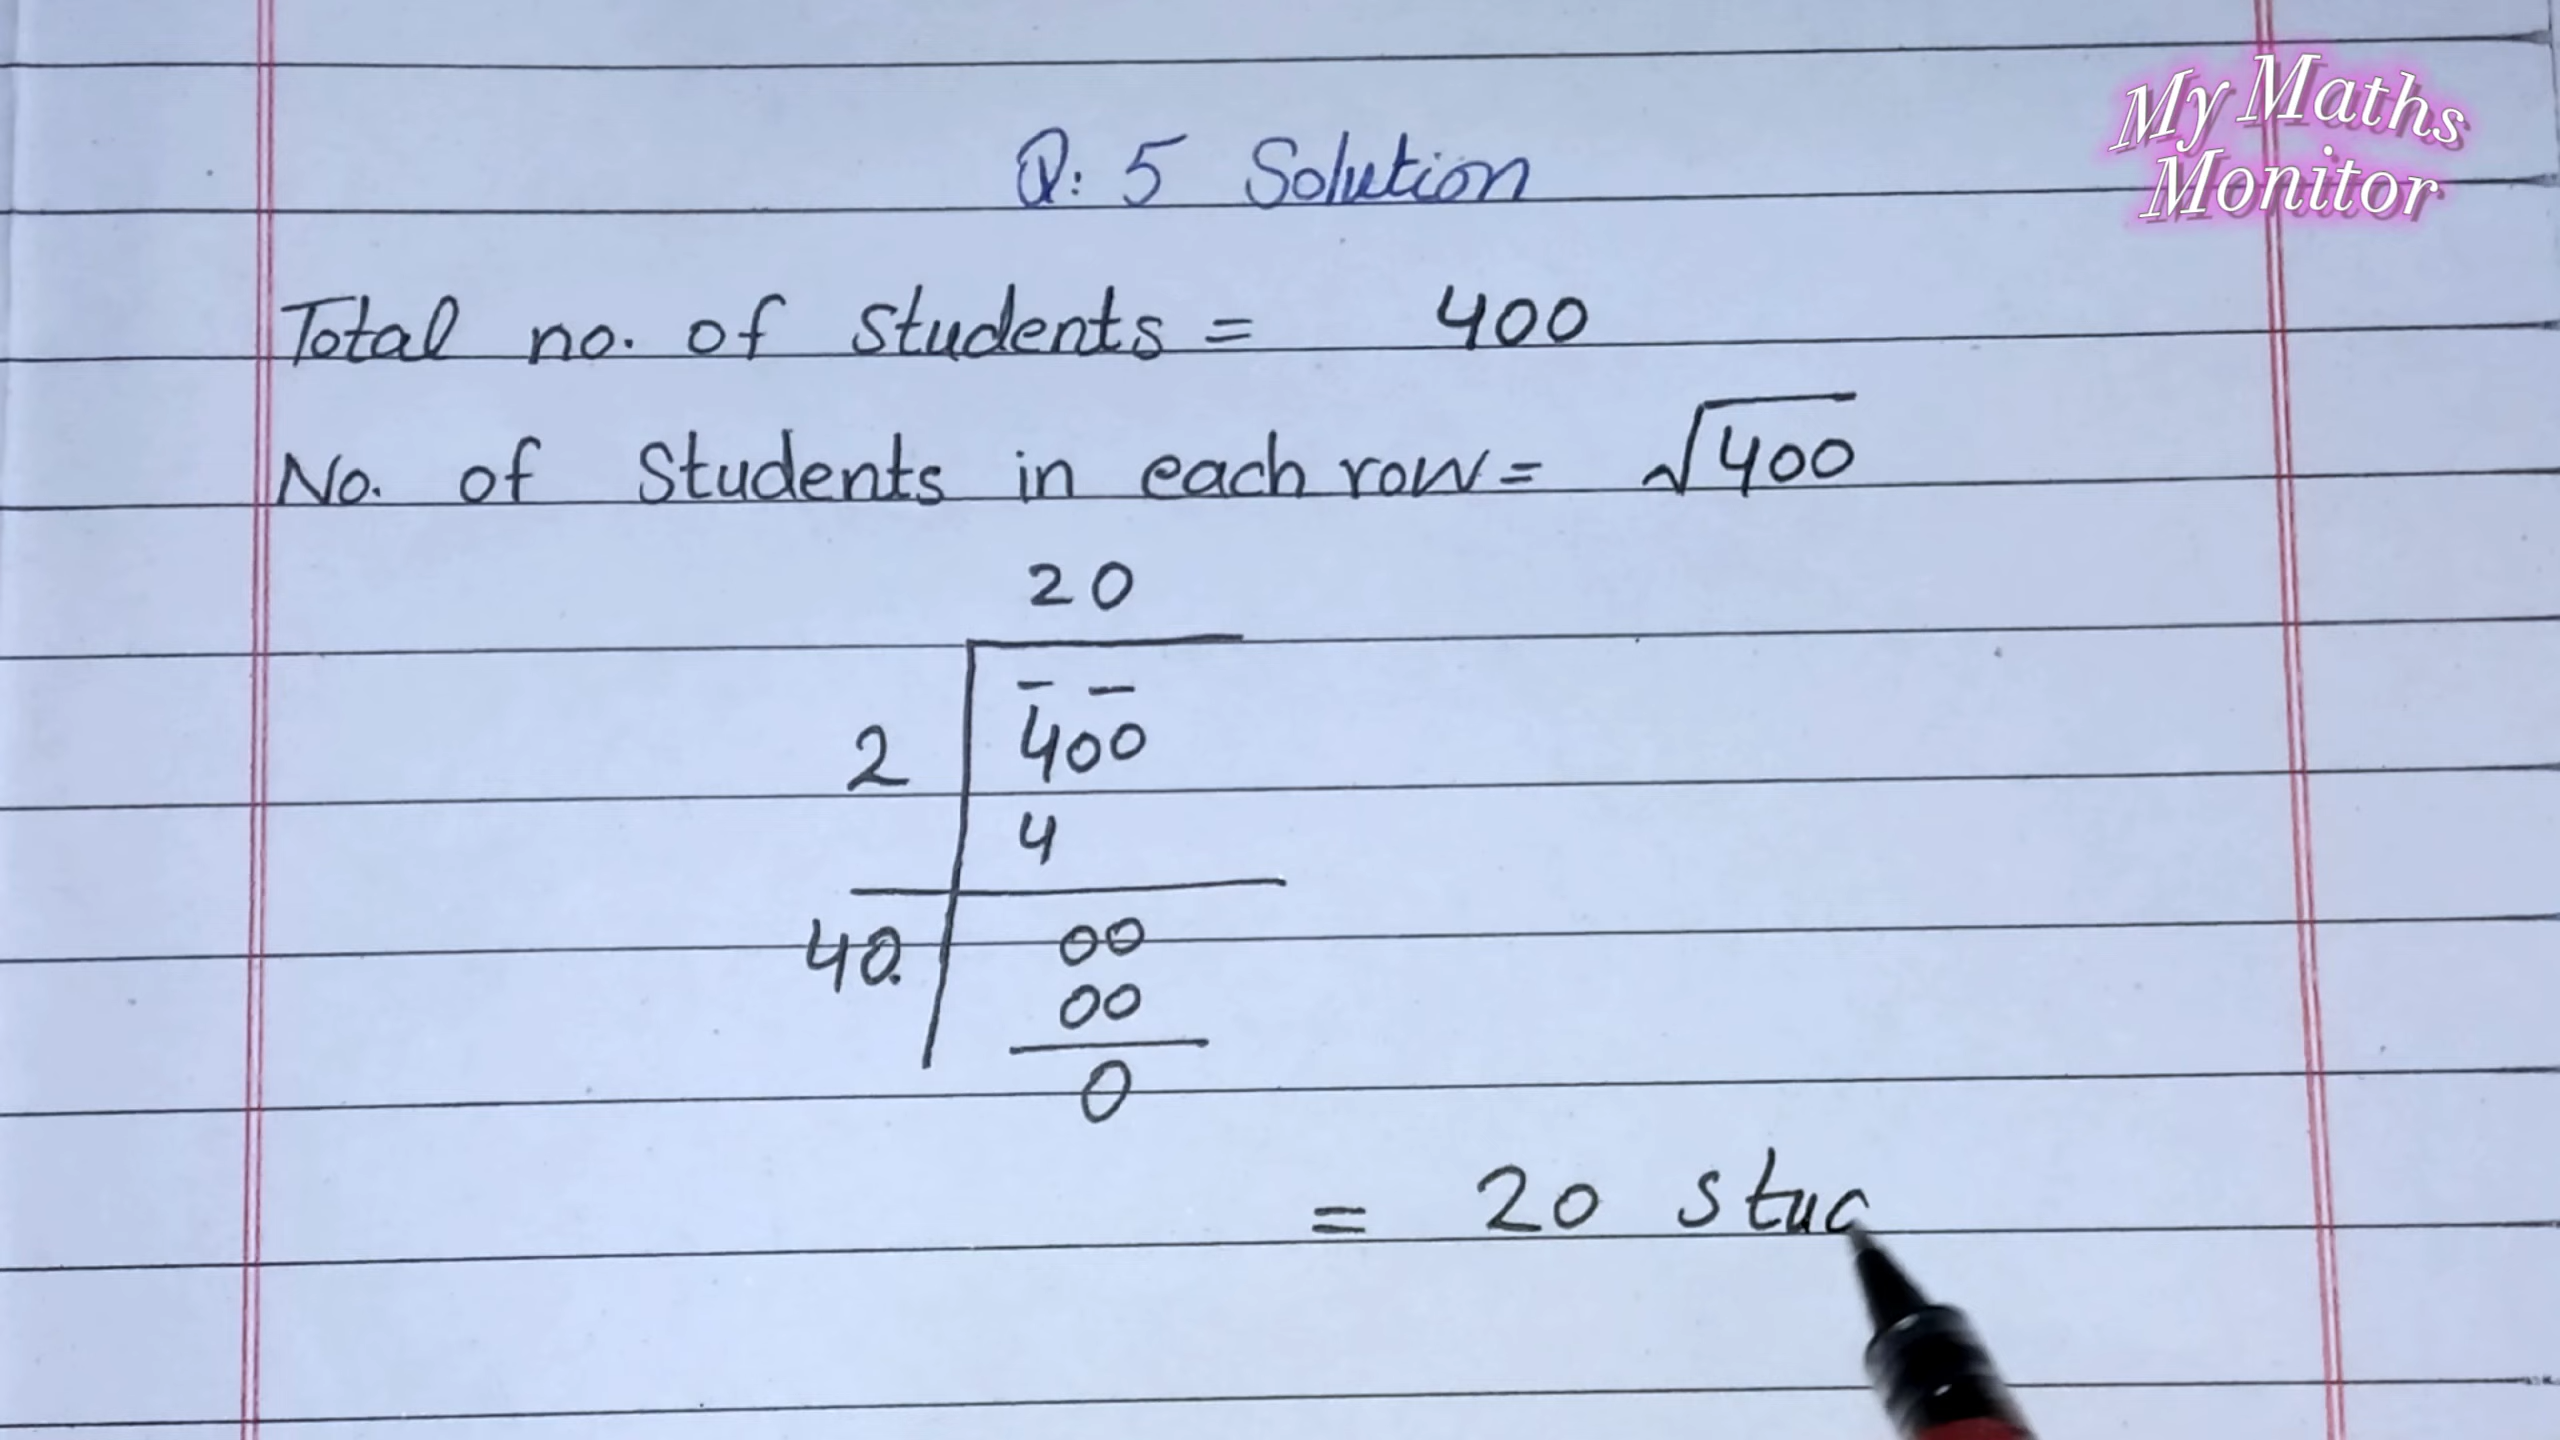 My Maths
Monitor
Q: 5 Solution
Total no. of students = 400
No. of Students in each row = √400
20
2 400
4
40. 00
00
0
= 20 stud